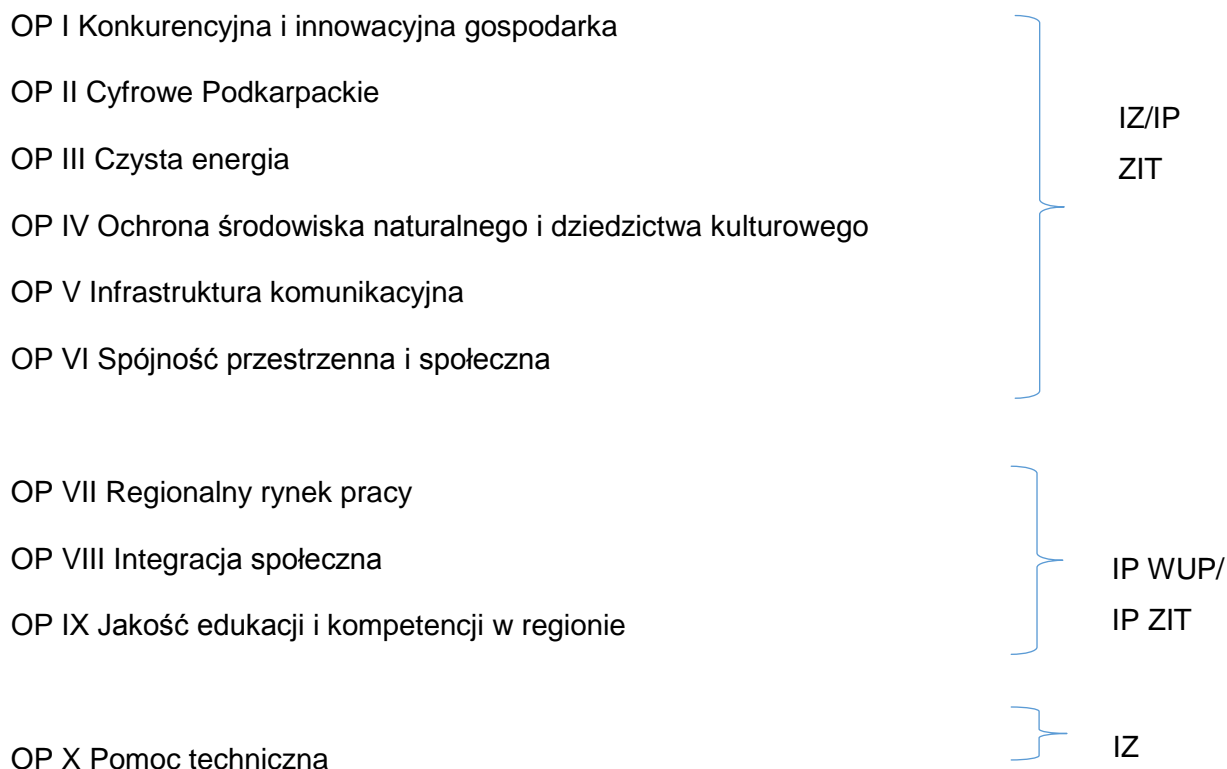 OP I Konkurencyjna i innowacyjna gospodarka
OP II Cyfrowe Podkarpackie
OP III Czysta energia
OP IV Ochrona środowiska naturalnego i dziedzictwa kulturowego
OP V Infrastruktura komunikacyjna
OP VI Spójność przestrzenna i społeczna
IZ/IP
ZIT
OP VII Regionalny rynek pracy
OP VIII Integracja społeczna
OP IX Jakość edukacji i kompetencji w regionie
IP WUP/
IP ZIT
OP X Pomoc techniczna
IZ